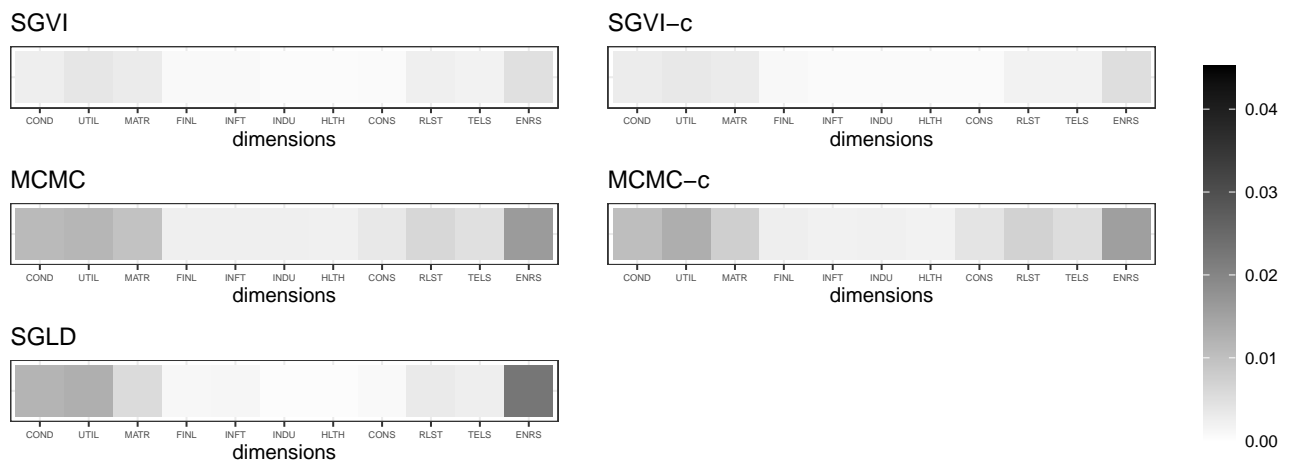 SGVI
COND UTIL MATR FINL INFT INDU HLTH CONS RLST TELS ENRS
dimensions
SGVI−c
COND UTIL MATR FINL INFT INDU HLTH CONS RLST TELS ENRS
dimensions
MCMC
COND UTIL MATR FINL INFT INDU HLTH CONS RLST TELS ENRS
dimensions
MCMC−c
COND UTIL MATR FINL INFT INDU HLTH CONS RLST TELS ENRS
dimensions
SGLD
COND UTIL MATR FINL INFT INDU HLTH CONS RLST TELS ENRS
dimensions
0.04
0.03
0.02
0.01
0.00